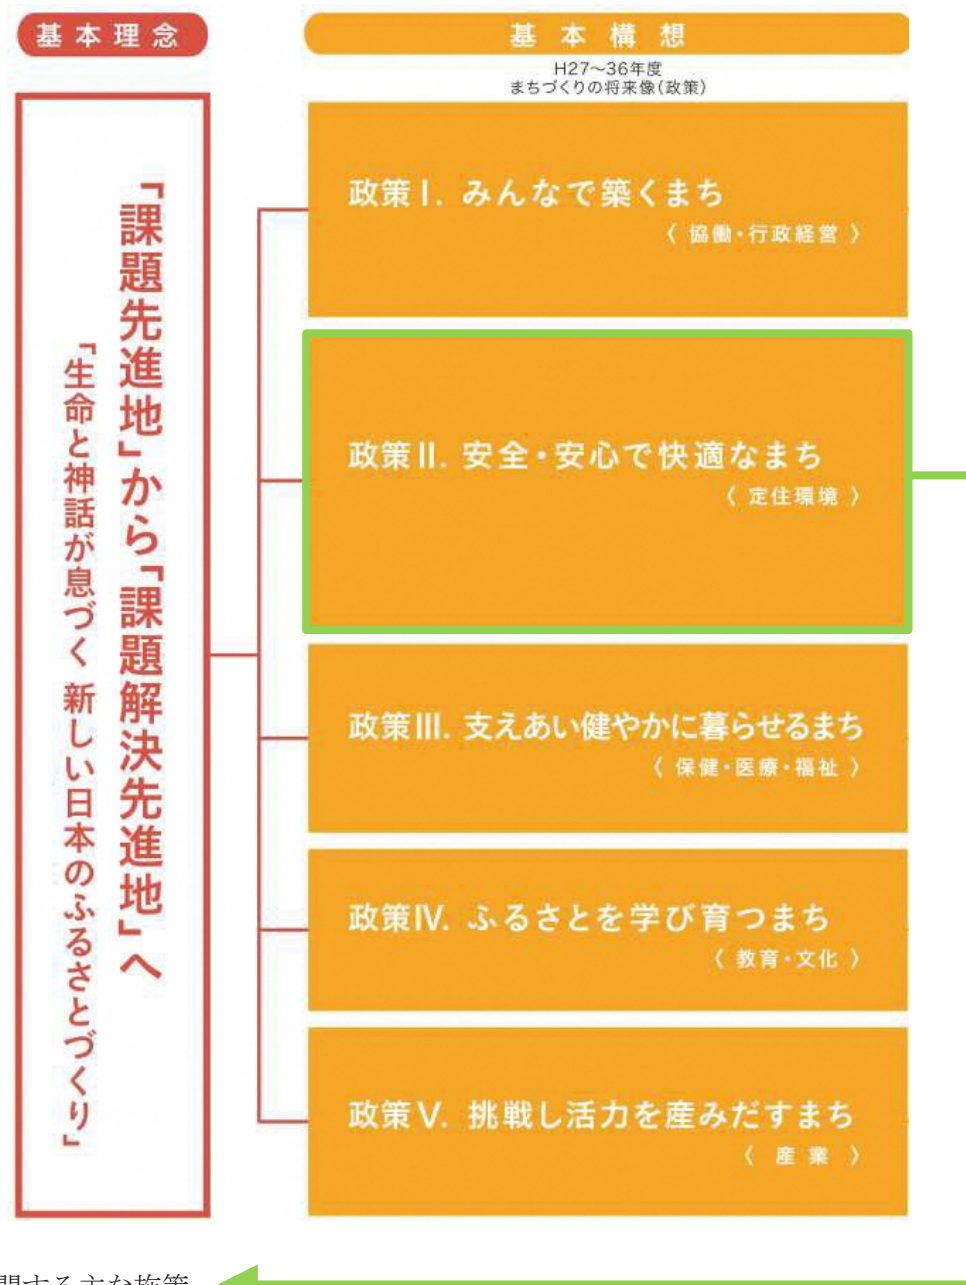 基本理念
「課題先進地」から「課題解決先進地」へ
「生命と神話が息づく 新しい日本のふるさとづくり」
基本構想
H27～36年度
まちづくりの将来像(政策)
政策Ⅰ. みんなで築くまち
〈 協働・行政経営 〉
政策Ⅱ. 安全・安心で快適なまち
〈 定住環境 〉
政策Ⅲ. 支えあい健やかに暮らせるまち
〈 保健・医療・福祉 〉
政策Ⅳ. ふるさとを学び育つまち
〈 教育・文化 〉
政策Ⅴ. 挑戦し活力を産みだすまち
〈 産業 〉
関する主な施策